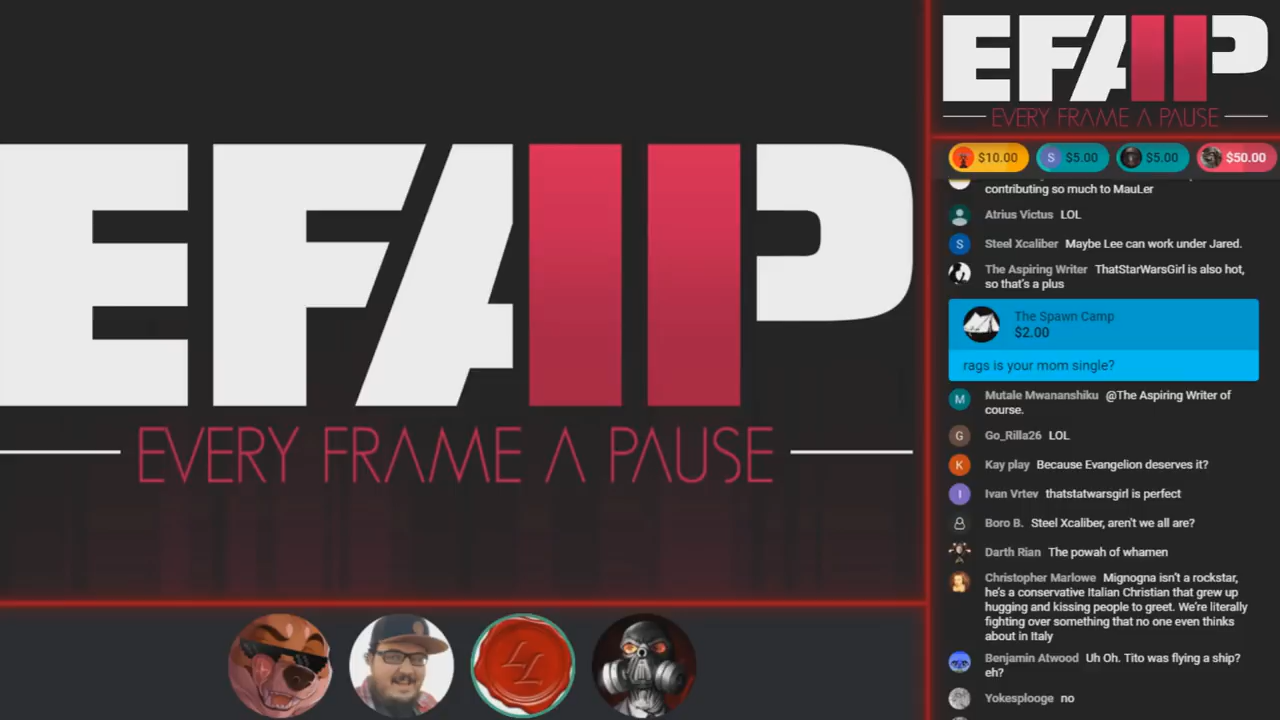 EFAP
EVERY FRAME A PAUSE
EFAP
EVERY FRAME A PAUSE
$10.00
S $5.00
$5.00
$50.00
contributing so much to MauLer
Atrius Victus LOL
S Steel Xcaliber Maybe Lee can work under Jared.
The Aspiring Writer ThatStarWarsGirl is also hot,
so that's a plus
The Spawn Camp
$2.00
rags is your mom single?
M Mutale Mwananshiku @The Aspiring Writer of
course.
G Go_Rilla26 LOL
K Kay play Because Evangelion deserves it?
I Ivan Vrtev thatstatwarsgirl is perfect
Boro B. Steel Xcaliber, aren't we all are?
Darth Rian The powah of whamen
Christopher Marlowe Mignogna isn't a rockstar,
he's a conservative Italian Christian that grew up
hugging and kissing people to greet. We're literally
fighting over something that no one even thinks
about in Italy
Benjamin Atwood Uh Oh. Tito was flying a ship?
eh?
Yokesplooge no
LL